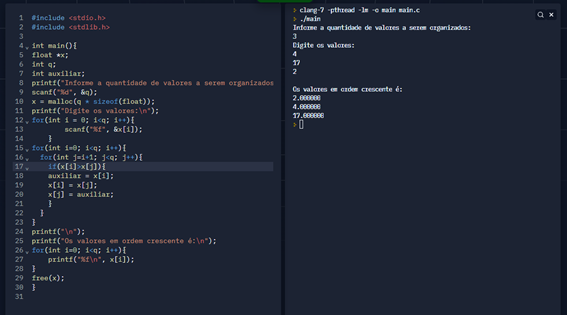 1 #include <stdio.h>
2 #include <stdlib.h>
3
4 int main(){
5 float *x;
6 int q;
7 int auxiliar;
8 printf("Informe a quantidade de valores a serem organizados
9 scanf("%d", &q);
10 x = malloc(q * sizeof(float));
11 printf("Digite os valores:\n");
12 for(int i = 0; i<q; i++){
13 scanf("%f", &x[i]);
14 }
15 for(int i=0; i<q; i++){
16 for(int j=i+1; j<q; j++){
17 if(x[i]>x[j]){
18 auxiliar = x[i];
19 x[i] = x[j];
20 x[j] = auxiliar;
21 }
22 }
23 }
24 printf("\n");
25 printf("Os valores em ordem crescente é:\n");
26 for(int i=0; i<q; i++){
27 printf("%f\n", x[i]);
28 }
29 free(x);
30 }
31
> clang-7 -pthread -lm -o main main.c
> ./main
Informe a quantidade de valores a serem organizados:
3
Digite os valores:
4
17
2
Os valores em ordem crescente é:
2.000000
4.000000
17.000000
>